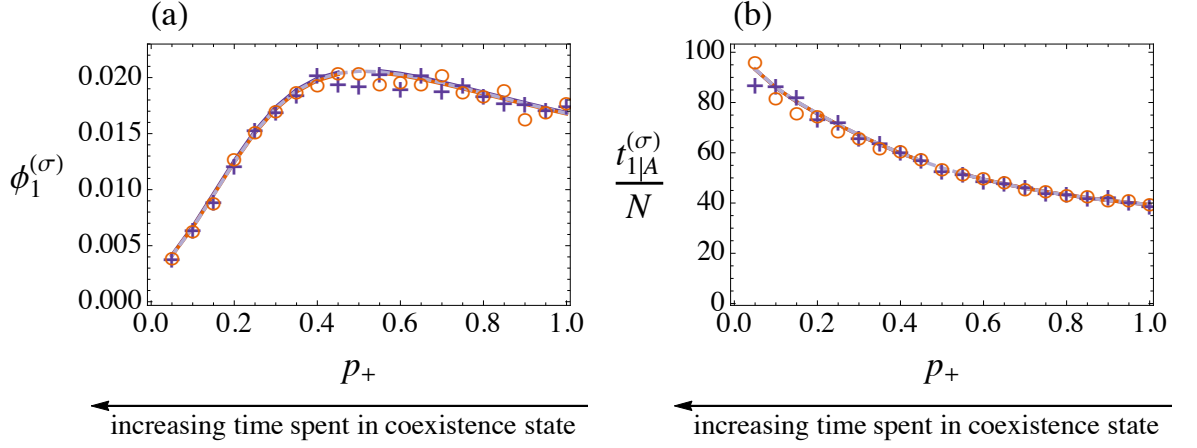 (a)
0.020
0.015
0.010
0.005
0.000
ϕ₁^(σ)
0.0 0.2 0.4 0.6 0.8 1.0
p₊
increasing time spent in coexistence state
(b)
100
80
60
40
20
0
t_{1|A}^(σ)
N
0.0 0.2 0.4 0.6 0.8 1.0
p₊
increasing time spent in coexistence state